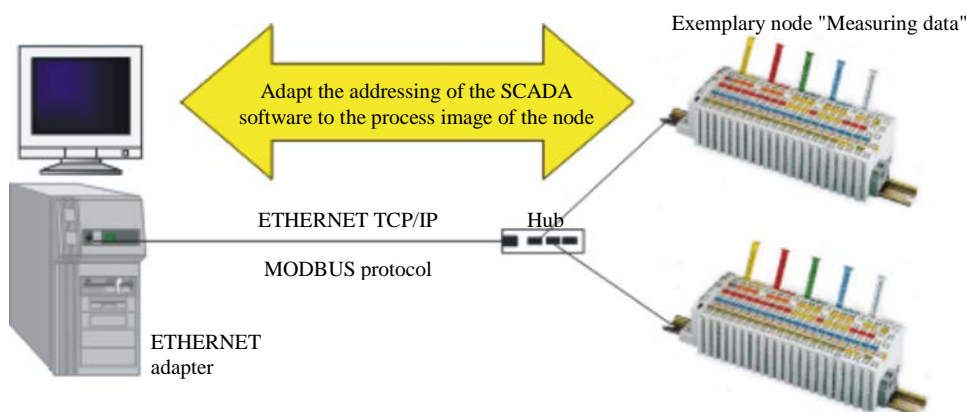 Exemplary node "Measuring data"
Adapt the addressing of the SCADA
software to the process image of the node
ETHERNET TCP/IP
Hub
MODBUS protocol
ETHERNET
adapter